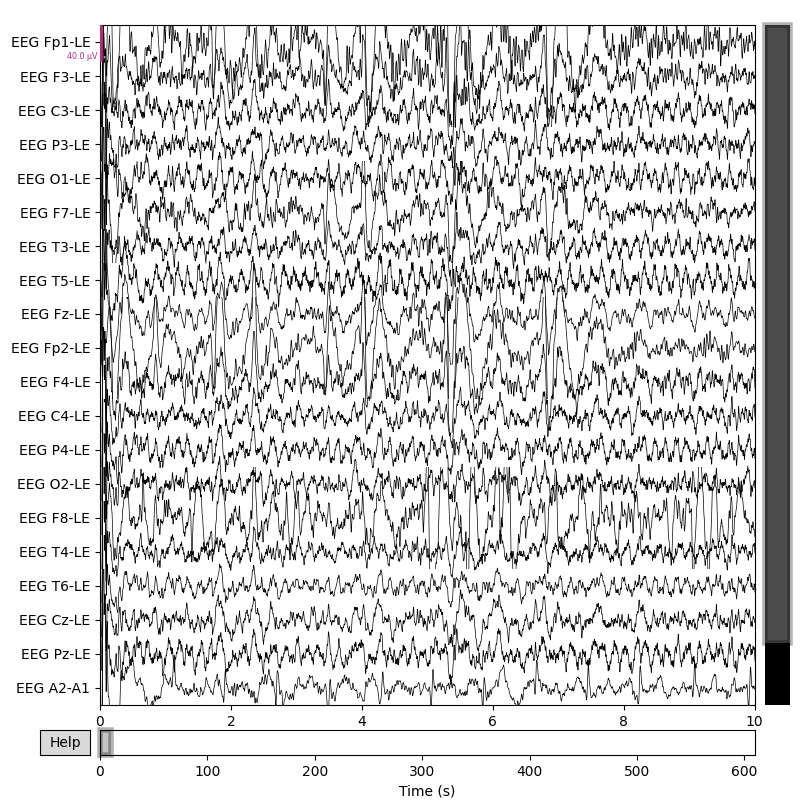 EEG Fp1-LE
40.0 µV
EEG F3-LE
EEG C3-LE
EEG P3-LE
EEG O1-LE
EEG F7-LE
EEG T3-LE
EEG T5-LE
EEG Fz-LE
EEG Fp2-LE
EEG F4-LE
EEG C4-LE
EEG P4-LE
EEG O2-LE
EEG F8-LE
EEG T4-LE
EEG T6-LE
EEG Cz-LE
EEG Pz-LE
EEG A2-A1
0 2 4 6 8 10
Help
0 100 200 300 400 500 600
Time (s)